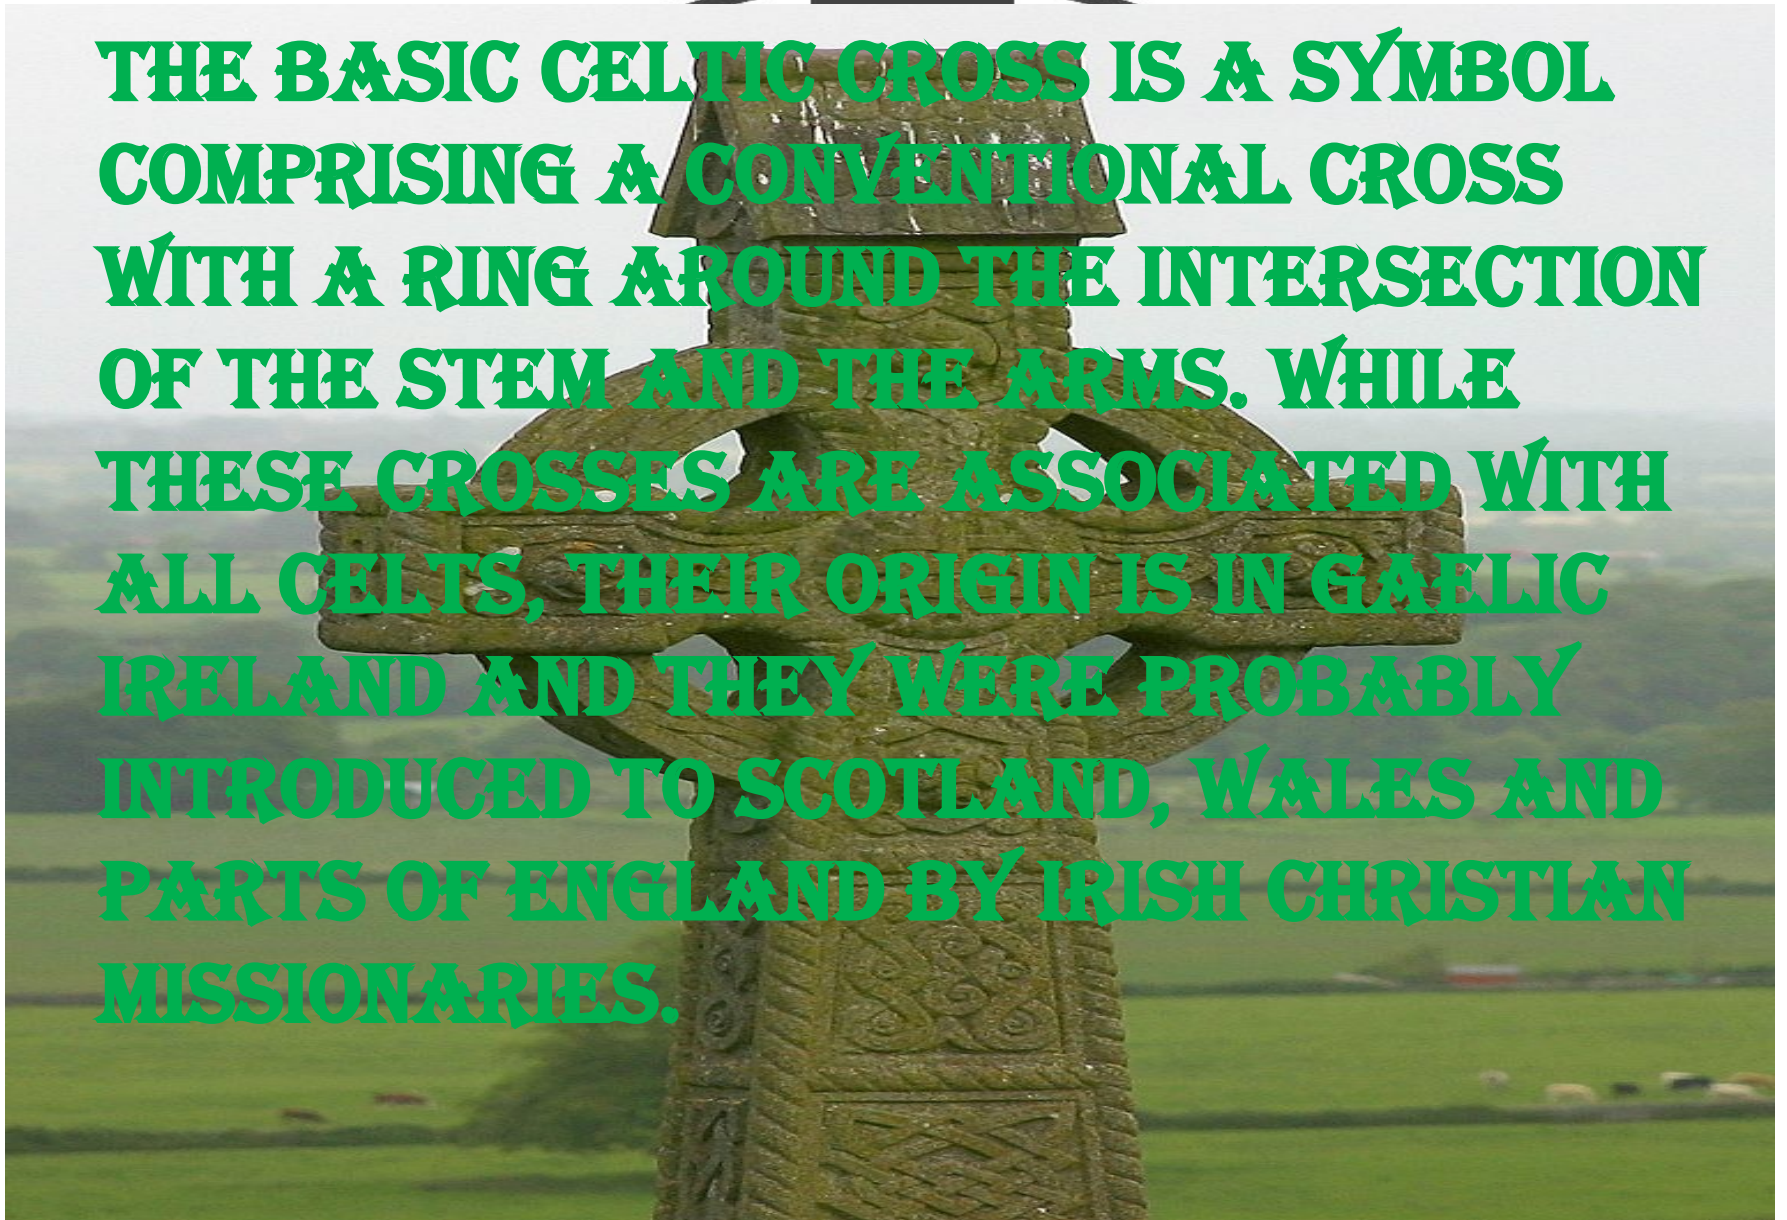 THE BASIC CELTIC CROSS IS A SYMBOL
COMPRISING A CONVENTIONAL CROSS
WITH A RING AROUND THE INTERSECTION
OF THE STEM AND THE ARMS. WHILE
THESE CROSSES ARE ASSOCIATED WITH
ALL CELTS, THEIR ORIGIN IS IN GAELIC
IRELAND AND THEY WERE PROBABLY
INTRODUCED TO SCOTLAND, WALES AND
PARTS OF ENGLAND BY IRISH CHRISTIAN
MISSIONARIES.